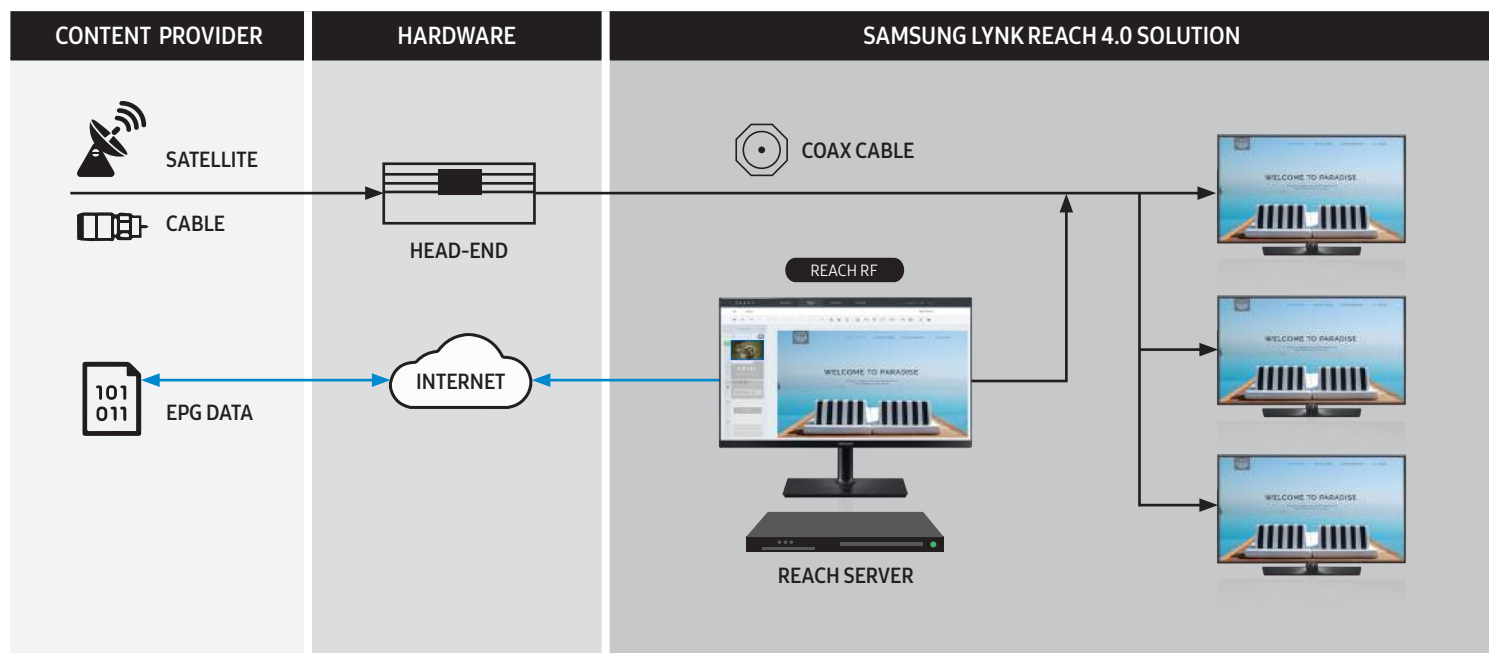 CONTENT PROVIDER
HARDWARE
SAMSUNG LYNK REACH 4.0 SOLUTION
SATELLITE
COAX CABLE
CABLE
HEAD-END
REACH RF
WELCOME TO PARADISE
WELCOME TO PARADISE
WELCOME TO PARADISE
WELCOME TO PARADISE
INTERNET
101
011
EPG DATA
REACH SERVER